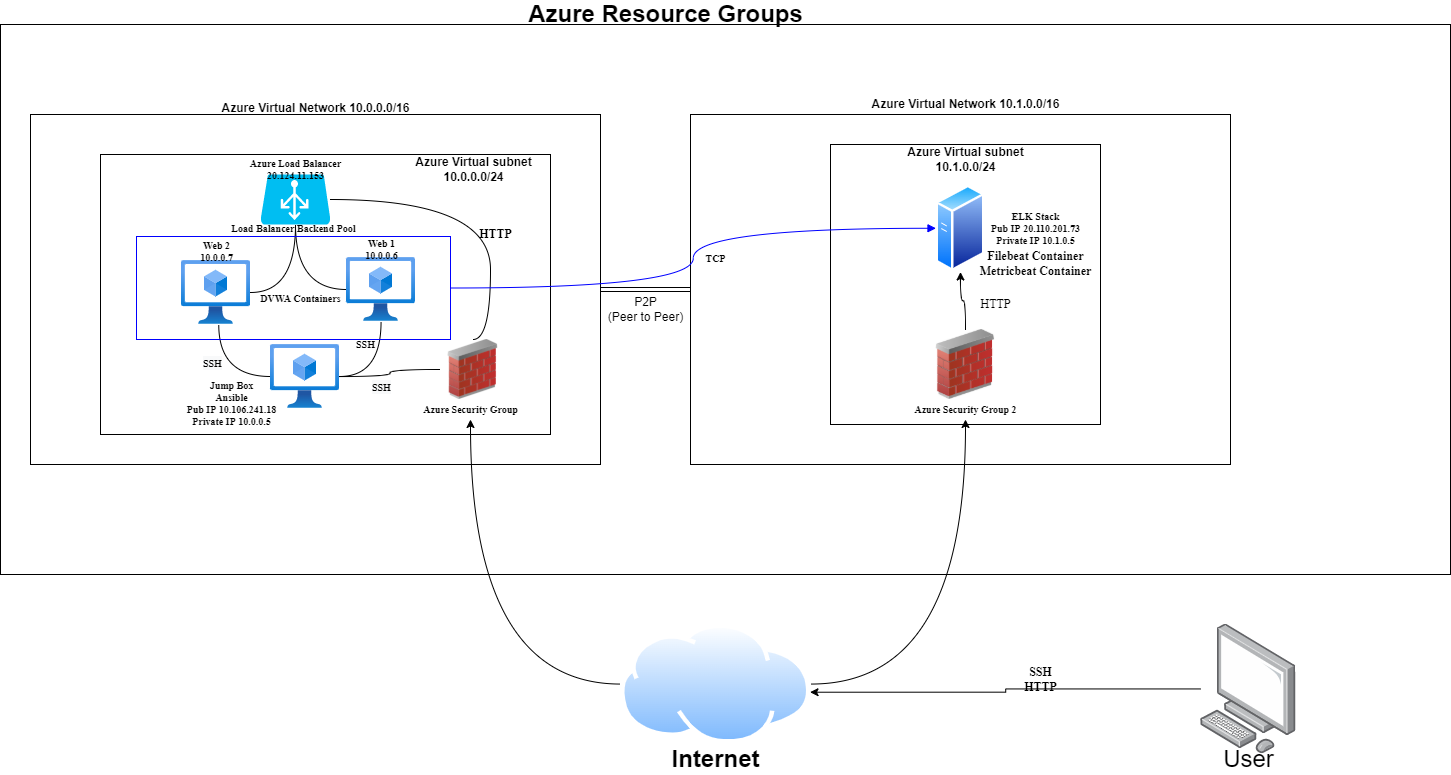 Azure Resource Groups
Azure Virtual Network 10.0.0.0/16
Azure Virtual subnet
10.0.0.0/24
Azure Load Balancer
20.124.11.153
Load Balancer Backend Pool
HTTP
Web 2
10.0.0.7
Web 1
10.0.0.6
DVWA Containers
SSH
SSH
SSH
Jump Box
Ansible
Pub IP 10.106.241.18
Private IP 10.0.0.5
Azure Security Group
TCP
P2P
(Peer to Peer)
Azure Virtual Network 10.1.0.0/16
Azure Virtual subnet
10.1.0.0/24
ELK Stack
Pub IP 20.110.201.73
Private IP 10.1.0.5
Filebeat Container
Metricbeat Container
HTTP
Azure Security Group 2
SSH
HTTP
Internet
User